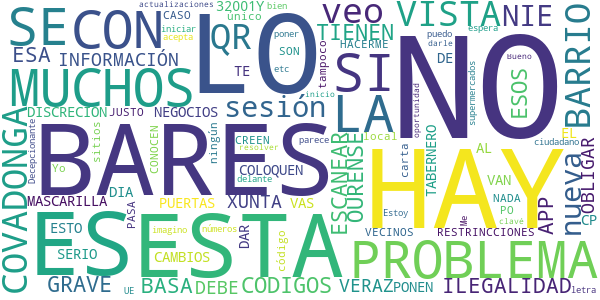 actualizaciones CASO 32001Y bien
SE CON LO QR veo VISTA NIE
iniciar único poner TIENEN
ESA INFORMACIÓN TE SON tampoco HACERME puedo espera
acepta etc DE darle Bueno
MUCHOS sesión SI NO BARRIO
DISCRECIÓN JUSTO NEGOCIOS LA ESOS
Decepcionante sitios CONOCEN ningún CREEN parece local inicio oportunidad supermercados EL
Yo resolver ciudadano
COVADONGA BARES COLOQUEN OURENSE ESCANEAS carta TABERNERO AL nueva OBLIGAR
DIA delante HAY VAN
MASCARILLA PUERTAS XUNTA VAS NADA APP
ESTO PASA imagino números Estoy Me PO CP
ES ESTA DAR código VECINOS RESTRINCCIONES clavé
SERIO CAMBIOS PROBLEMA
GRAVE UE BASA DEBE CODIGOS VERAZ PONEN ILEGALIDAD letra